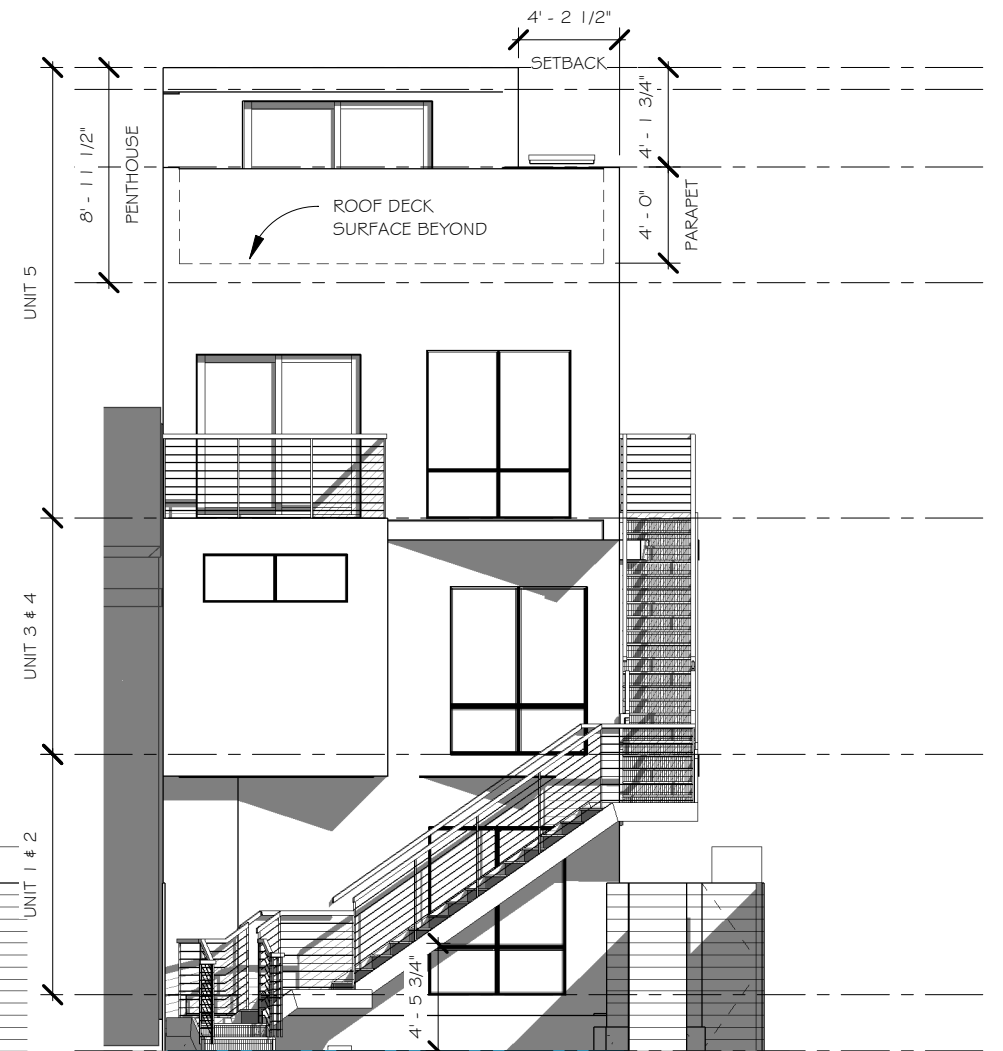 4' - 2 1/2"
SETBACK
4' - 1 3/4"
8' - 11 1/2"
PENTHOUSE
4' - 0"
PARAPET
ROOF DECK
SURFACE BEYOND
UNIT 5
UNIT 3 & 4
UNIT 1 & 2
4' - 5 3/4"